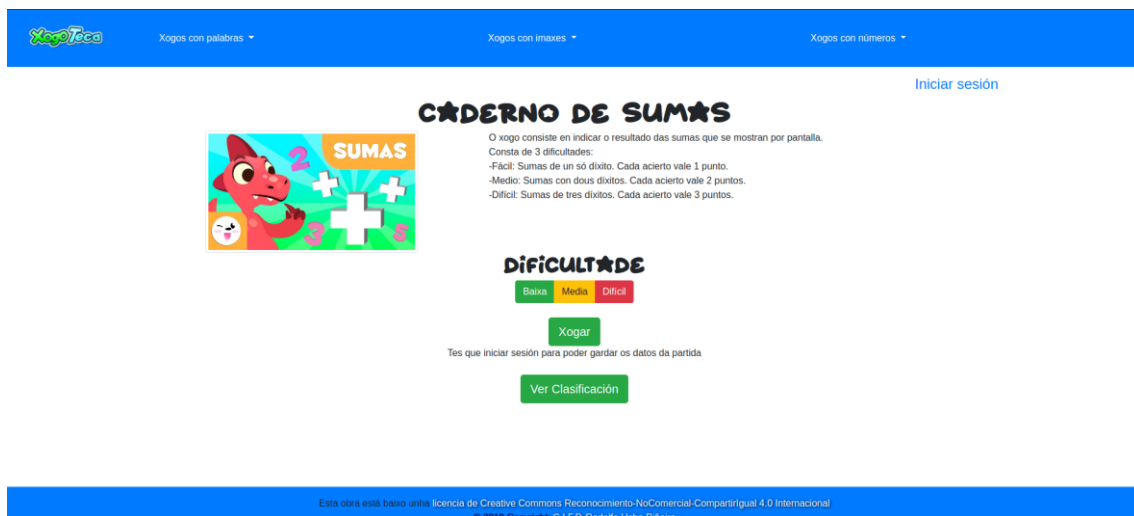 XogoTeca
Xogos con palabras
Xogos con imaxes
Xogos con números
Iniciar sesión
CADERNO DE SUMAS
SUMAS
2
3
5
O xogo consiste en indicar o resultado das sumas que se mostran por pantalla.
Consta de 3 dificultades:
-Fácil: Sumas de un só díxito. Cada acierto vale 1 punto.
-Medio: Sumas con dous díxitos. Cada acierto vale 2 puntos.
-Difícil: Sumas de tres díxitos. Cada acierto vale 3 puntos.
DiFiCULTADE
Baixa Media Difícil
Xogar
Tes que iniciar sesión para poder gardar os datos da partida
Ver Clasificación
Esta obra está baixo unha licencia de Creative Commons Reconocimiento-NoComercial-CompartirIgual 4.0 Internacional